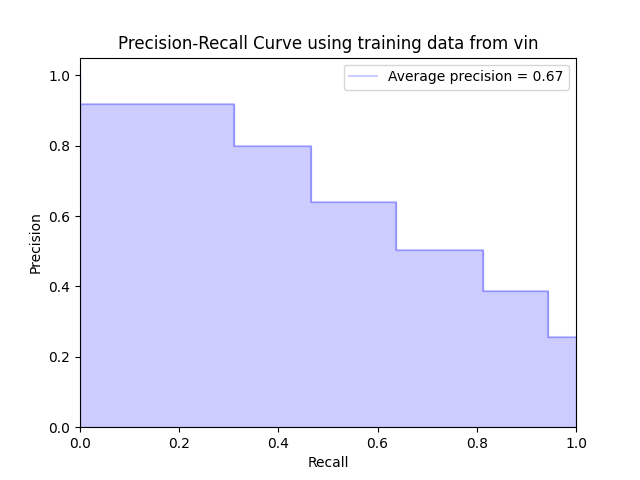 Precision-Recall Curve using training data from vin
Average precision = 0.67
1.0
0.8
0.6
0.4
0.2
0.0
Precision
0.0 0.2 0.4 0.6 0.8 1.0
Recall